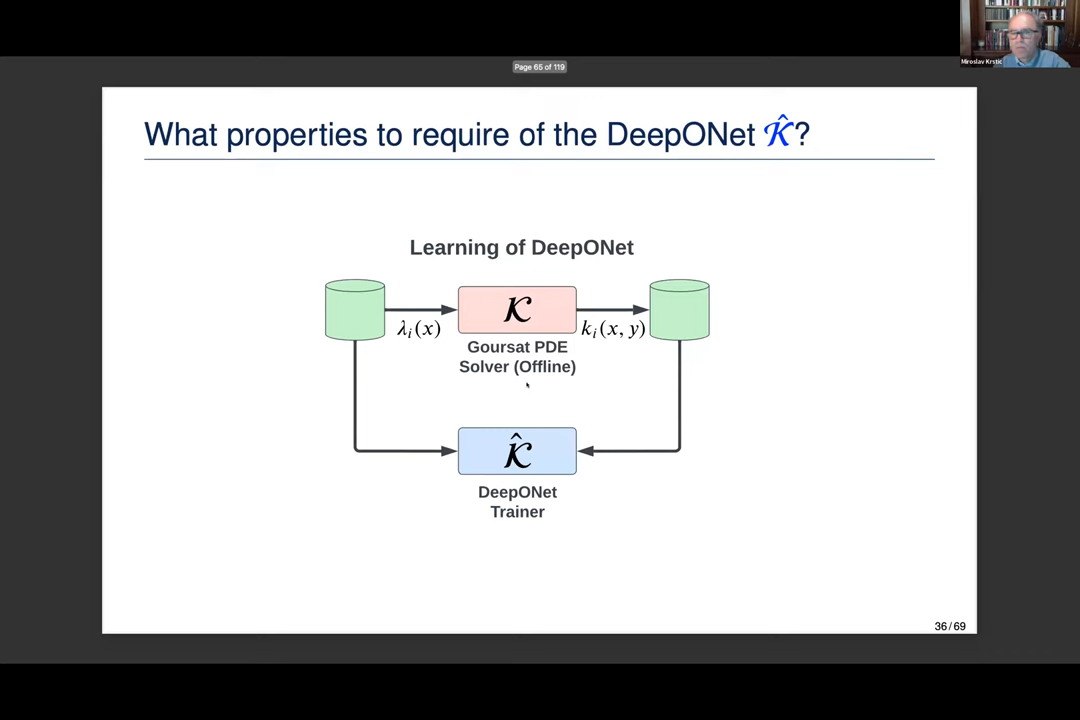 Miroslav Krstic
Page 65 of 119
What properties to require of the DeepONet 𝒦̂?
Learning of DeepONet
𝒦
λᵢ(x)
kᵢ(x, y)
Goursat PDE
Solver (Offline)
𝒦̂
DeepONet
Trainer
36/69